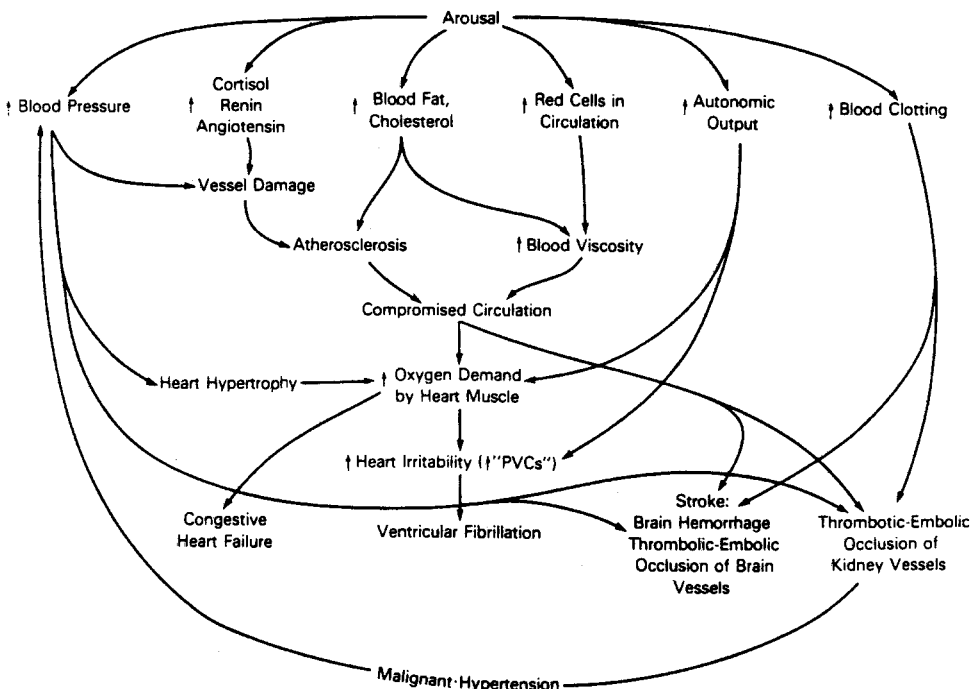 Arousal
↑ Blood Pressure
↑ Cortisol
Renin
Angiotensin
↑ Blood Fat,
Cholesterol
↑ Red Cells in
Circulation
↑ Autonomic
Output
↑ Blood Clotting
Vessel Damage
Atherosclerosis
↑ Blood Viscosity
Compromised Circulation
Heart Hypertrophy
↑ Oxygen Demand
by Heart Muscle
↑ Heart Irritability (↑"PVCs")
Congestive
Heart Failure
Ventricular Fibrillation
Stroke:
Brain Hemorrhage
Thrombolic-Embolic
Occlusion of Brain
Vessels
Thrombotic-Embolic
Occlusion of
Kidney Vessels
Malignant·Hypertension